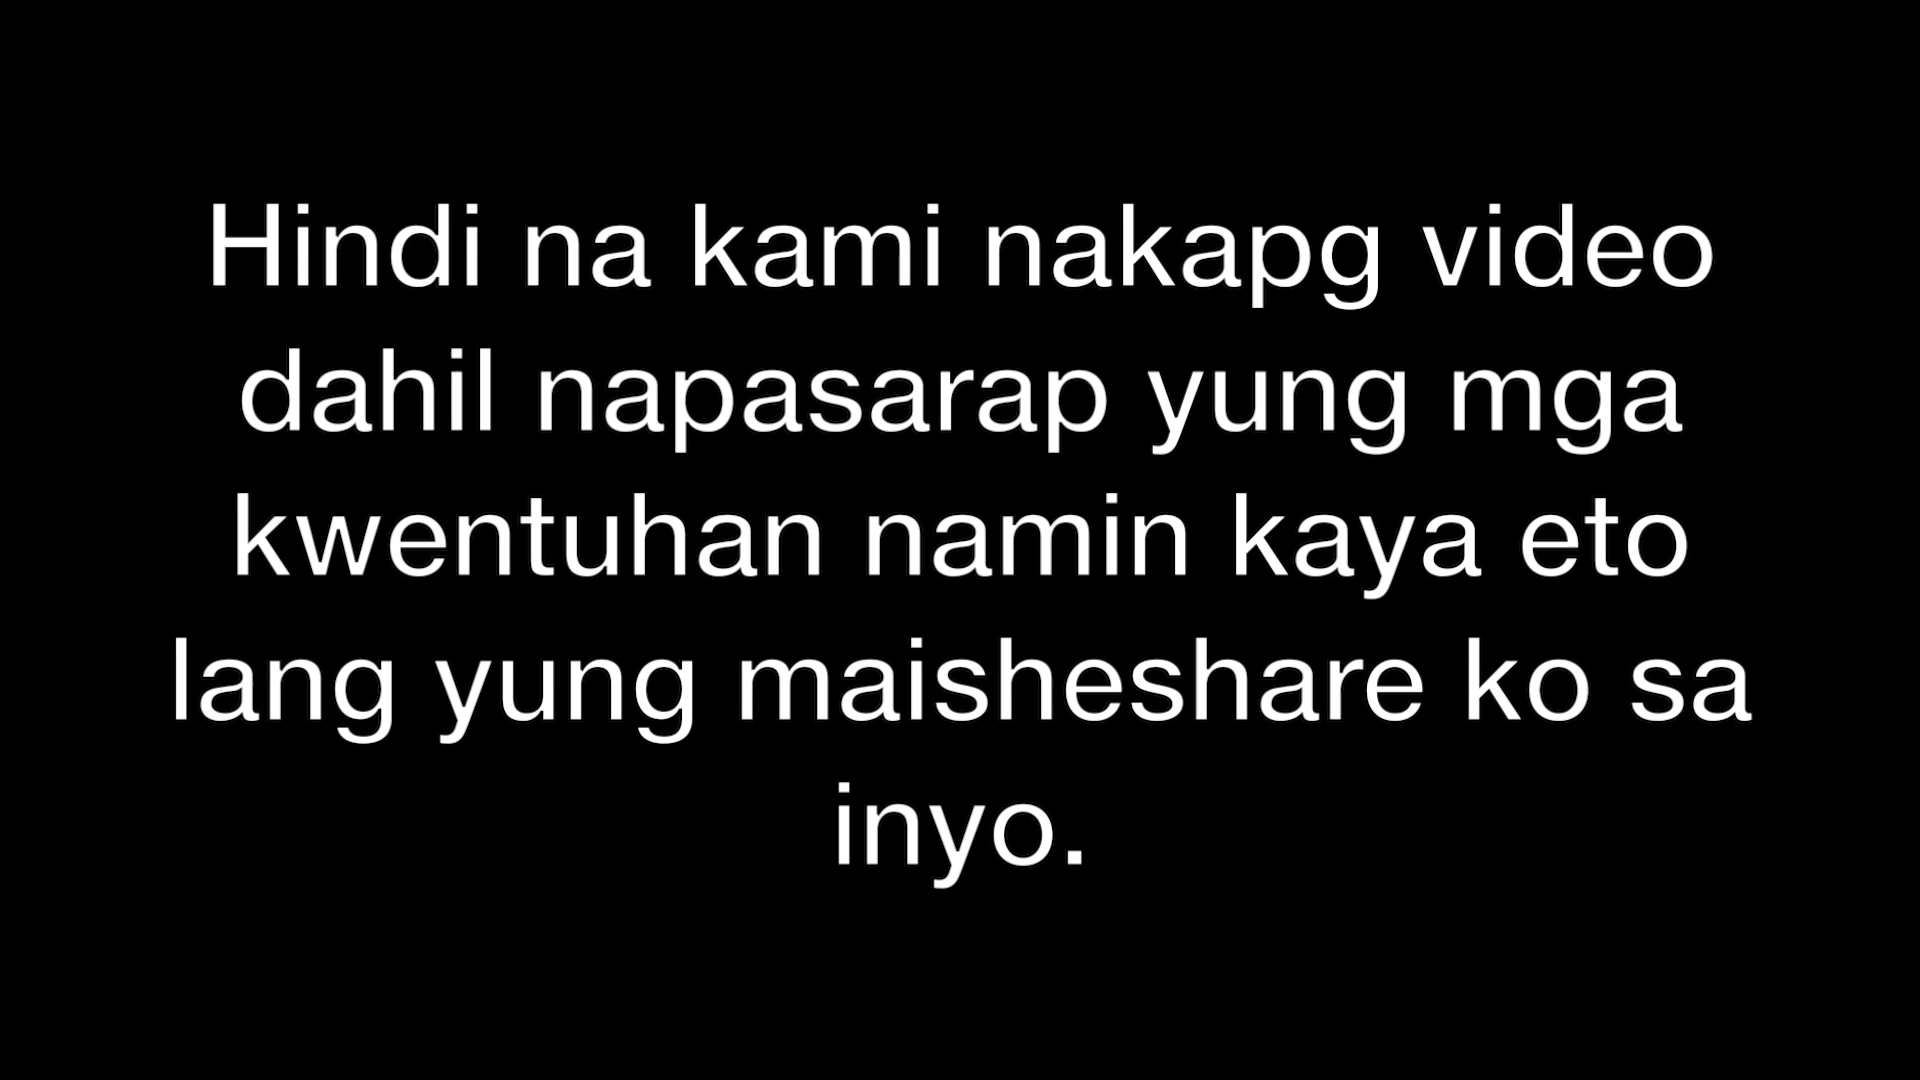 Hindi na kami nakapg video
dahil napasarap yung mga
kwentuhan namin kaya eto
lang yung maisheshare ko sa
inyo.